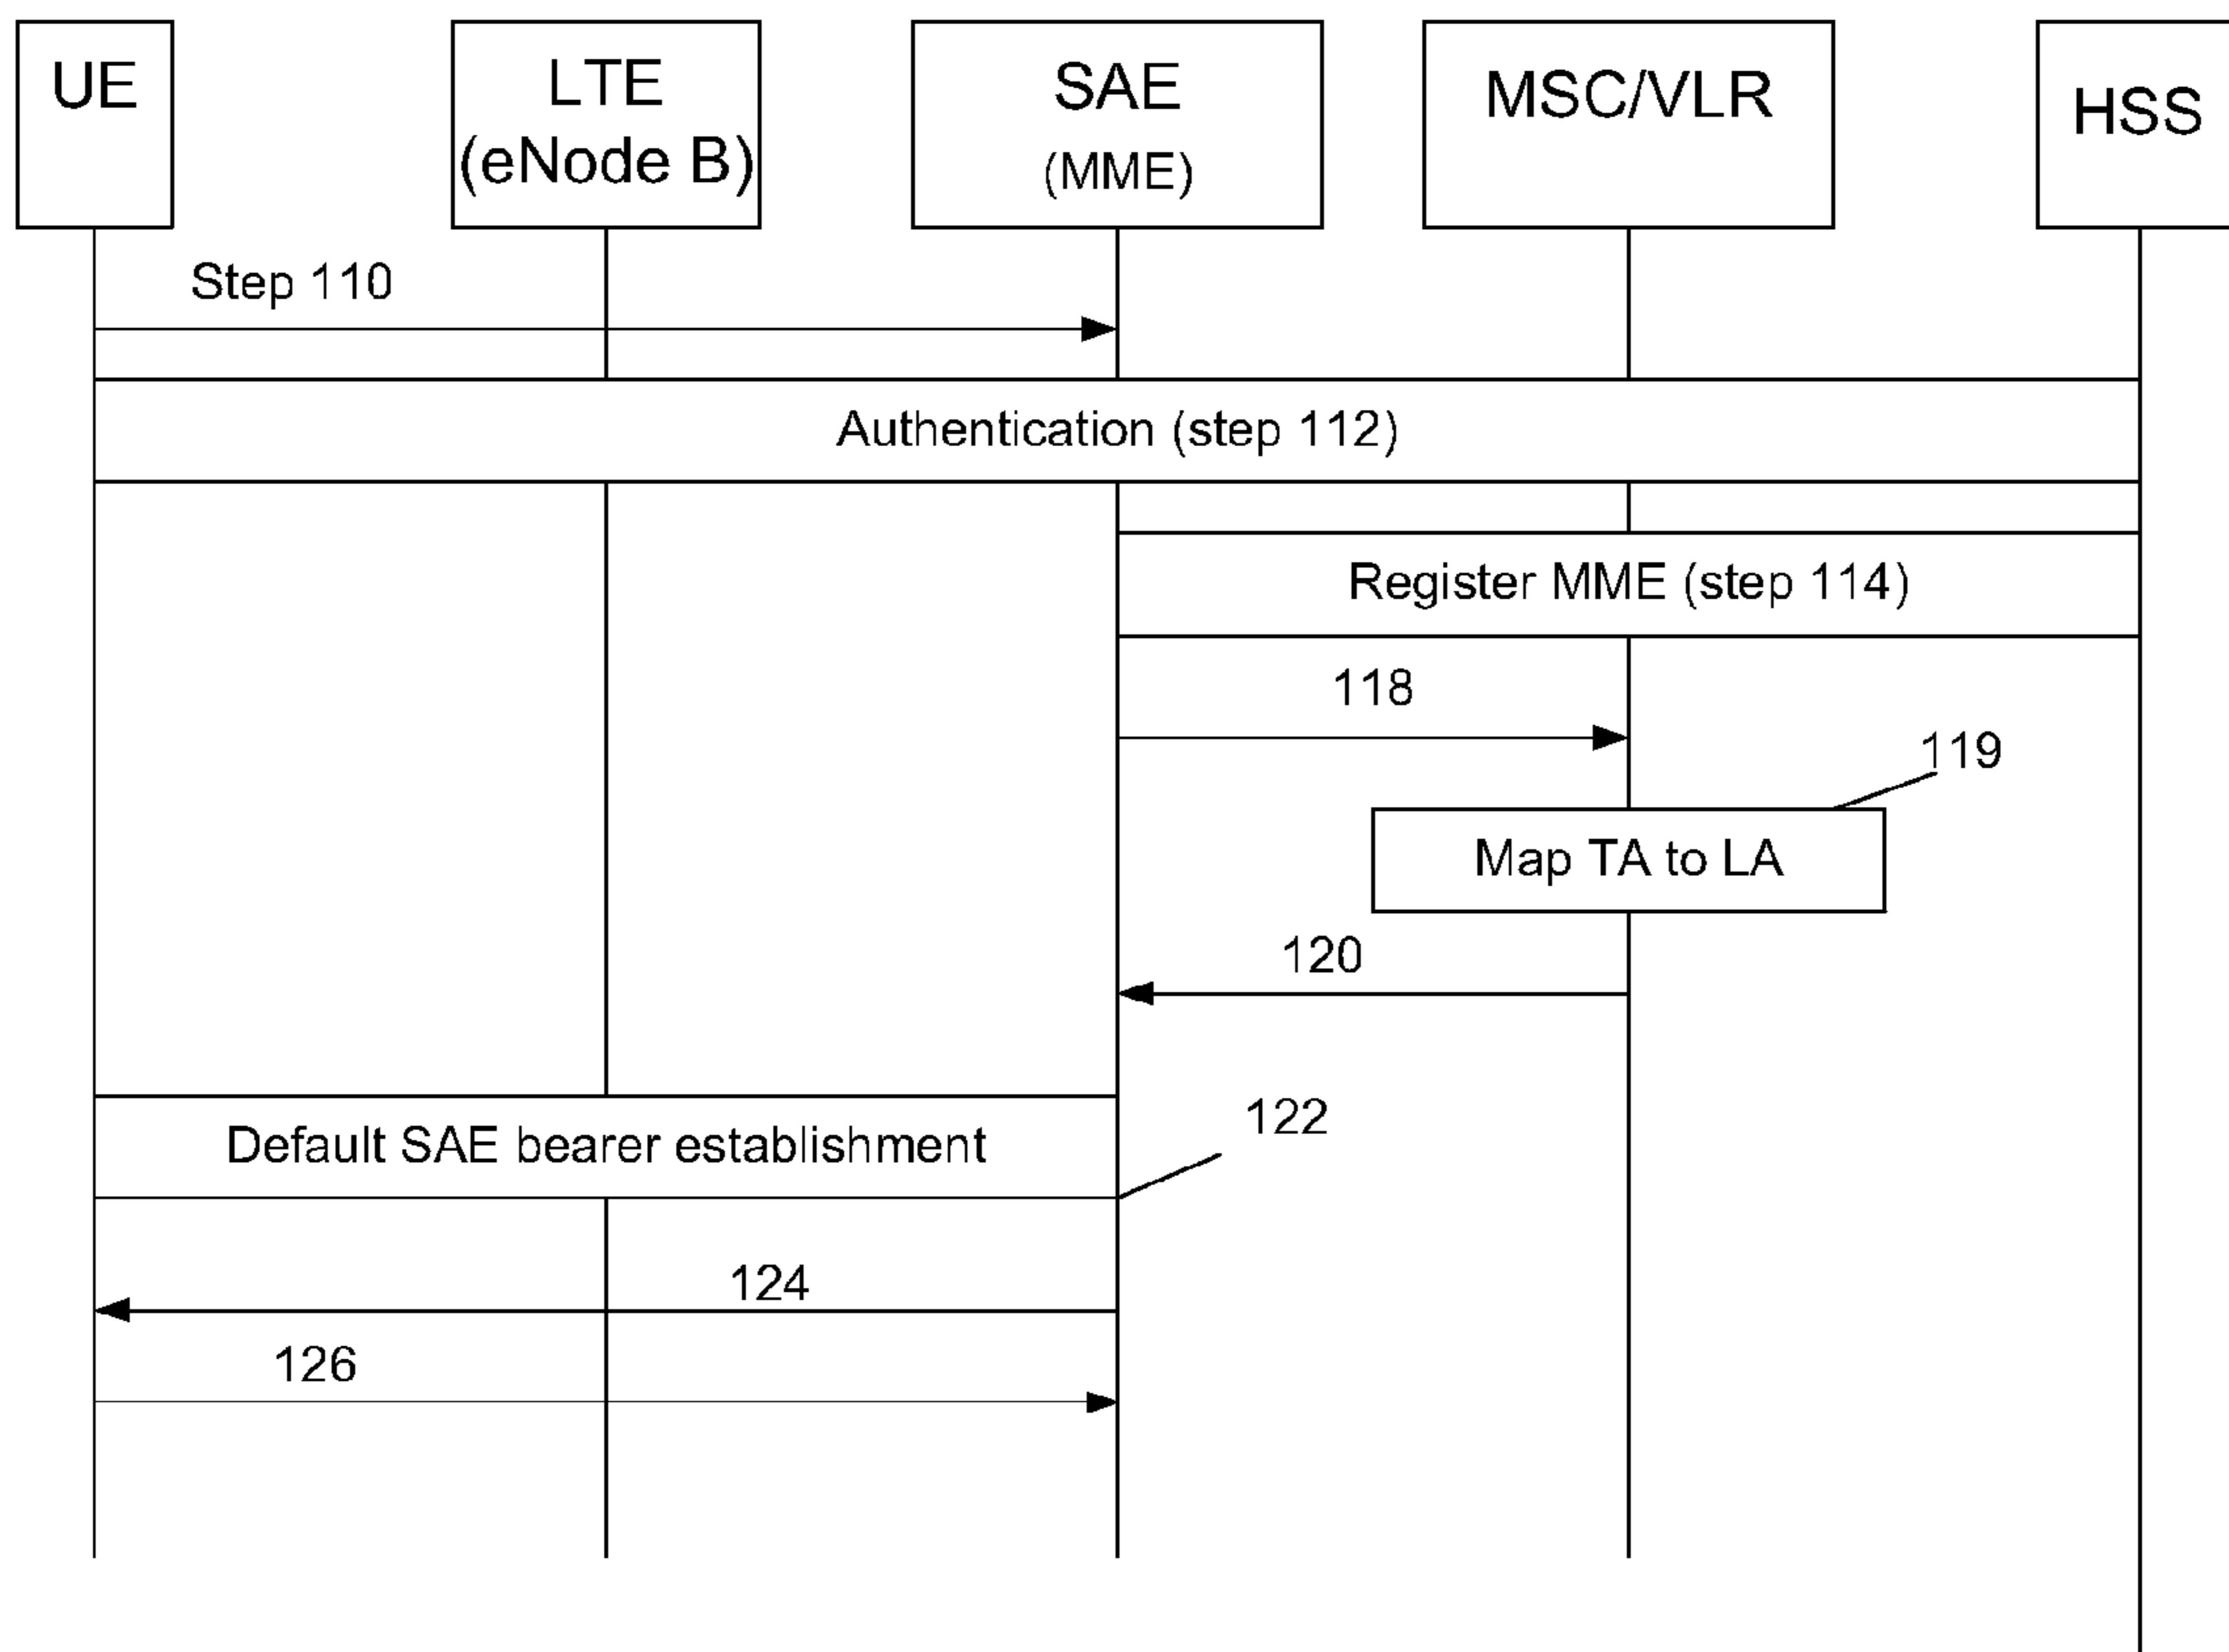 UE
LTE
(eNode B)
SAE
(MME)
MSC/VLR
HSS
Step 110
Authentication (step 112)
Register MME (step 114)
118
119
Map TA to LA
120
122
Default SAE bearer establishment
124
126